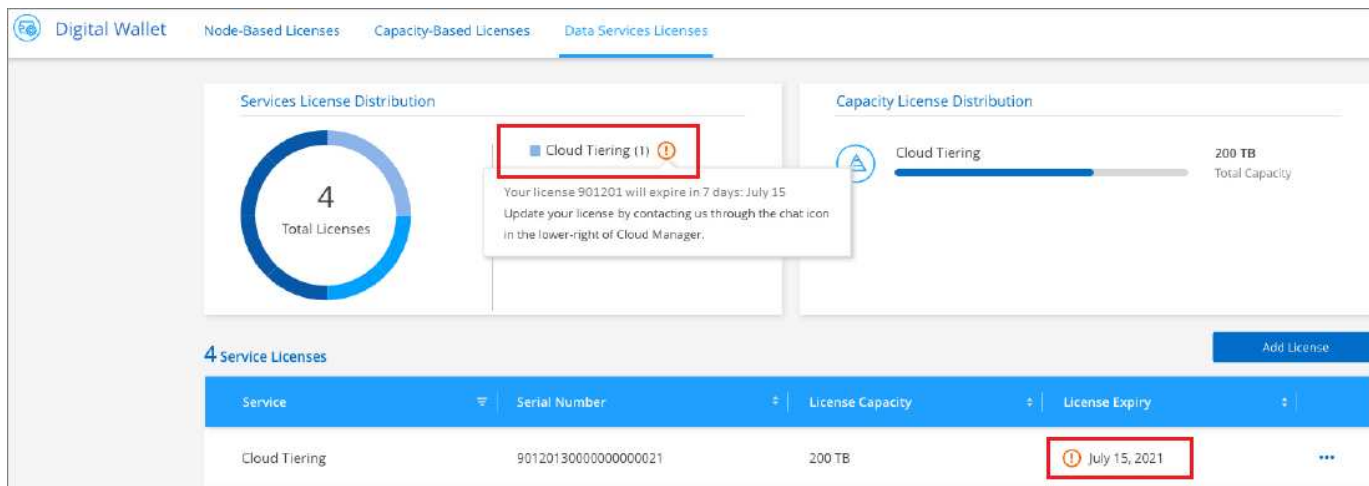 Digital Wallet
Node-Based Licenses
Capacity-Based Licenses
Data Services Licenses
Services License Distribution
4
Total Licenses
Cloud Tiering (1)
Your license 901201 will expire in 7 days: July 15
Update your license by contacting us through the chat icon
in the lower-right of Cloud Manager.
Capacity License Distribution
Cloud Tiering
200 TB
Total Capacity
4 Service Licenses
Add License
Service
Serial Number
License Capacity
License Expiry
Cloud Tiering
90120130000000000021
200 TB
July 15, 2021